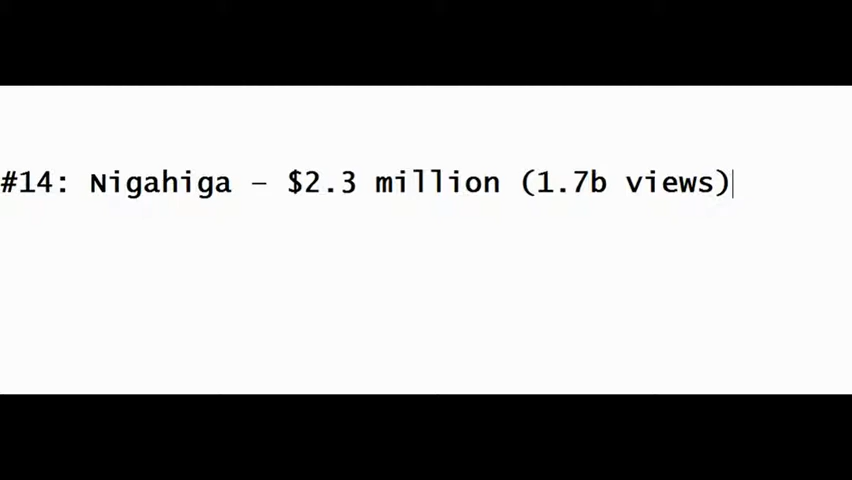 #14: Nigahiga – $2.3 million (1.7b views)